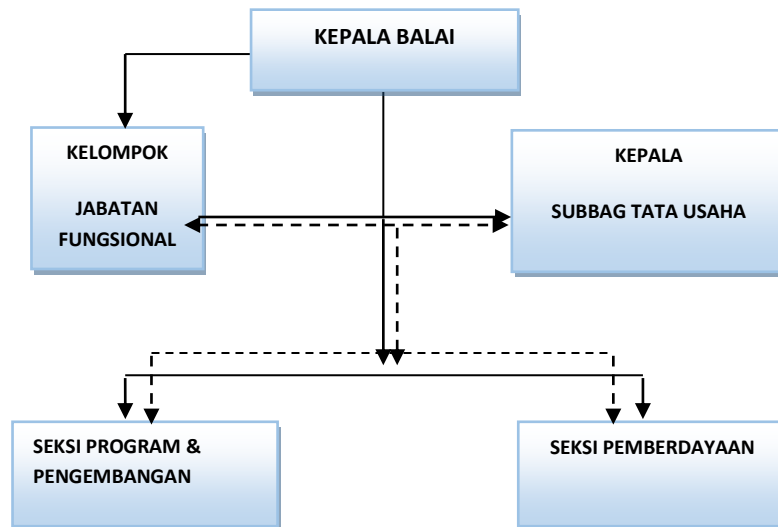 KEPALA BALAI
KELOMPOK
JABATAN
FUNGSIONAL
KEPALA
SUBBAG TATA USAHA
SEKSI PROGRAM &
PENGEMBANGAN
SEKSI PEMBERDAYAAN